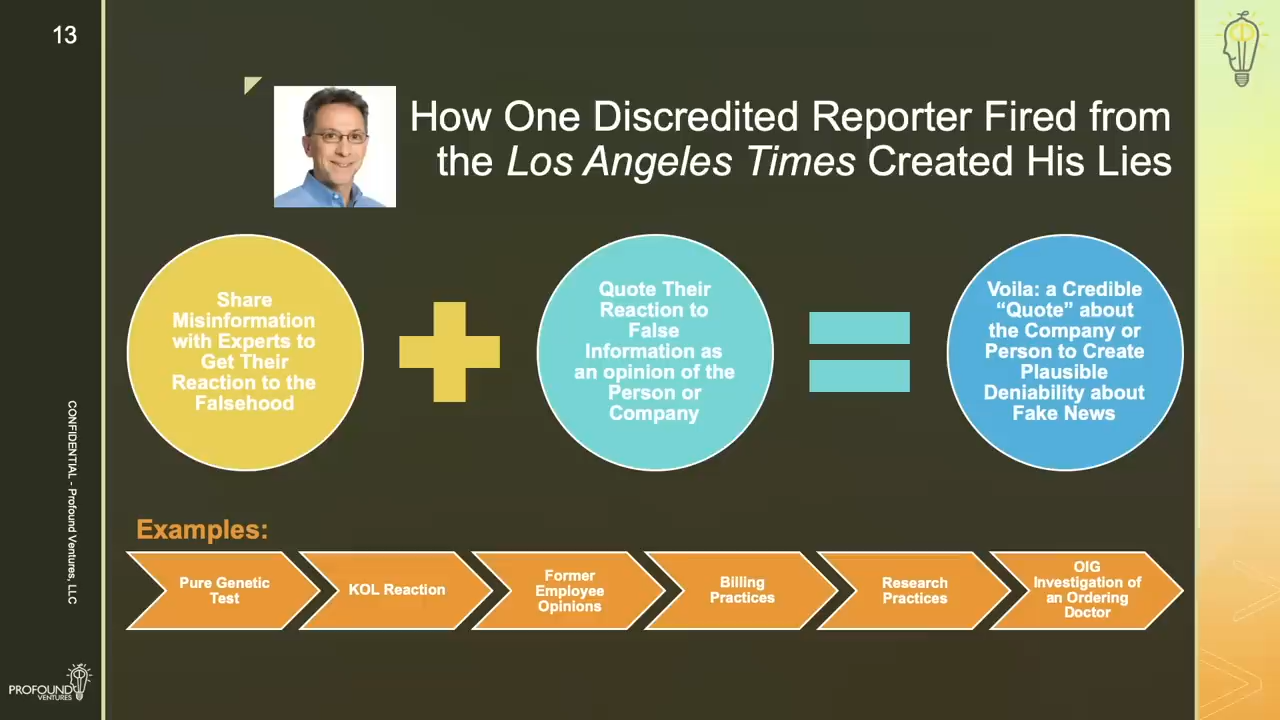 13
How One Discredited Reporter Fired from
the Los Angeles Times Created His Lies
Share
Misinformation
with Experts to
Get Their
Reaction to the
Falsehood
Quote Their
Reaction to
False
Information as
an opinion of the
Person or
Company
Voila: a Credible
“Quote” about
the Company or
Person to Create
Plausible
Deniability about
Fake News
Examples:
Pure Genetic
Test
KOL Reaction
Former
Employee
Opinions
Billing
Practices
Research
Practices
OIG
Investigation of
an Ordering
Doctor
CONFIDENTIAL - Profound Ventures, LLC
PROFOUND
VENTURES